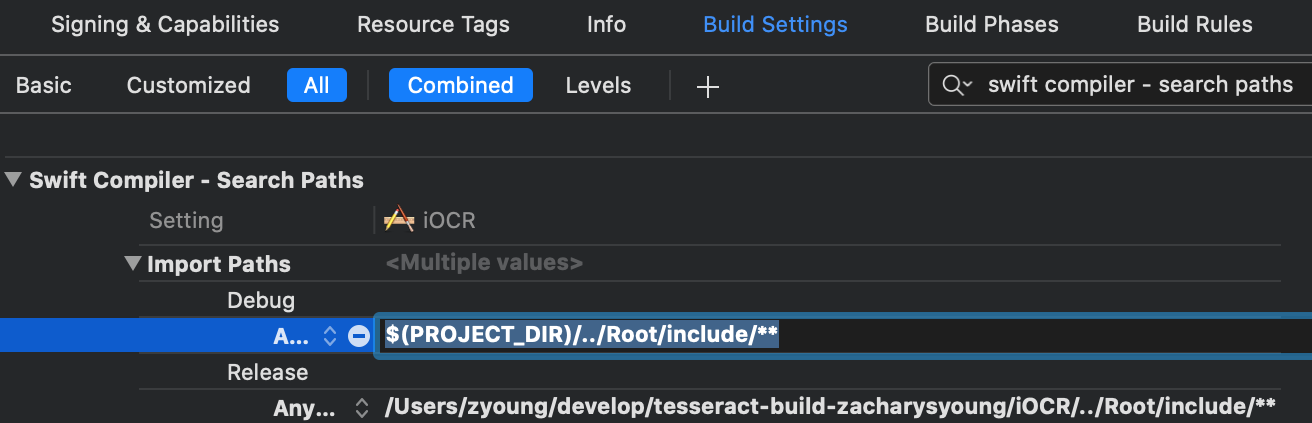 Signing & Capabilities Resource Tags Info Build Settings Build Phases Build Rules
Basic Customized All Combined Levels + swift compiler - search paths
Swift Compiler - Search Paths
Setting iOCR
Import Paths <Multiple values>
Debug
A... $(PROJECT_DIR)/../Root/include/**
Release
Any... /Users/zyoung/develop/tesseract-build-zacharysyoung/iOCR/../Root/include/**